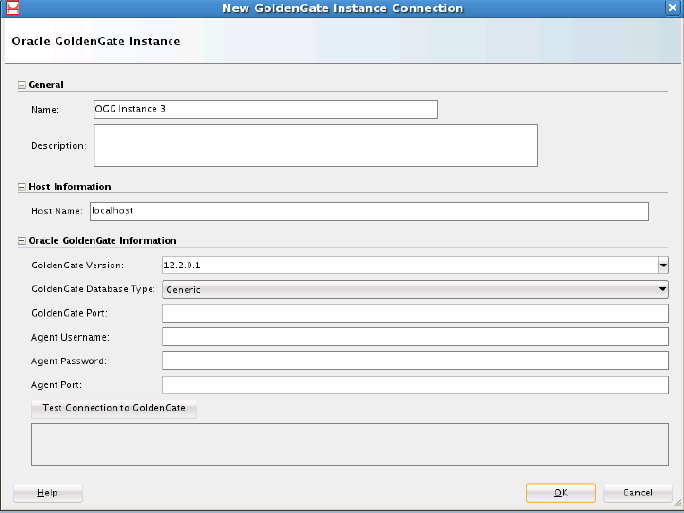 New GoldenGate Instance Connection
Oracle GoldenGate Instance
General
Name: OGG Instance 3
Description:
Host Information
Host Name: localhost
Oracle GoldenGate Information
GoldenGate Version: 12.2.0.1
GoldenGate Database Type: Generic
GoldenGate Port:
Agent Username:
Agent Password:
Agent Port:
Test Connection to GoldenGate
Help OK Cancel